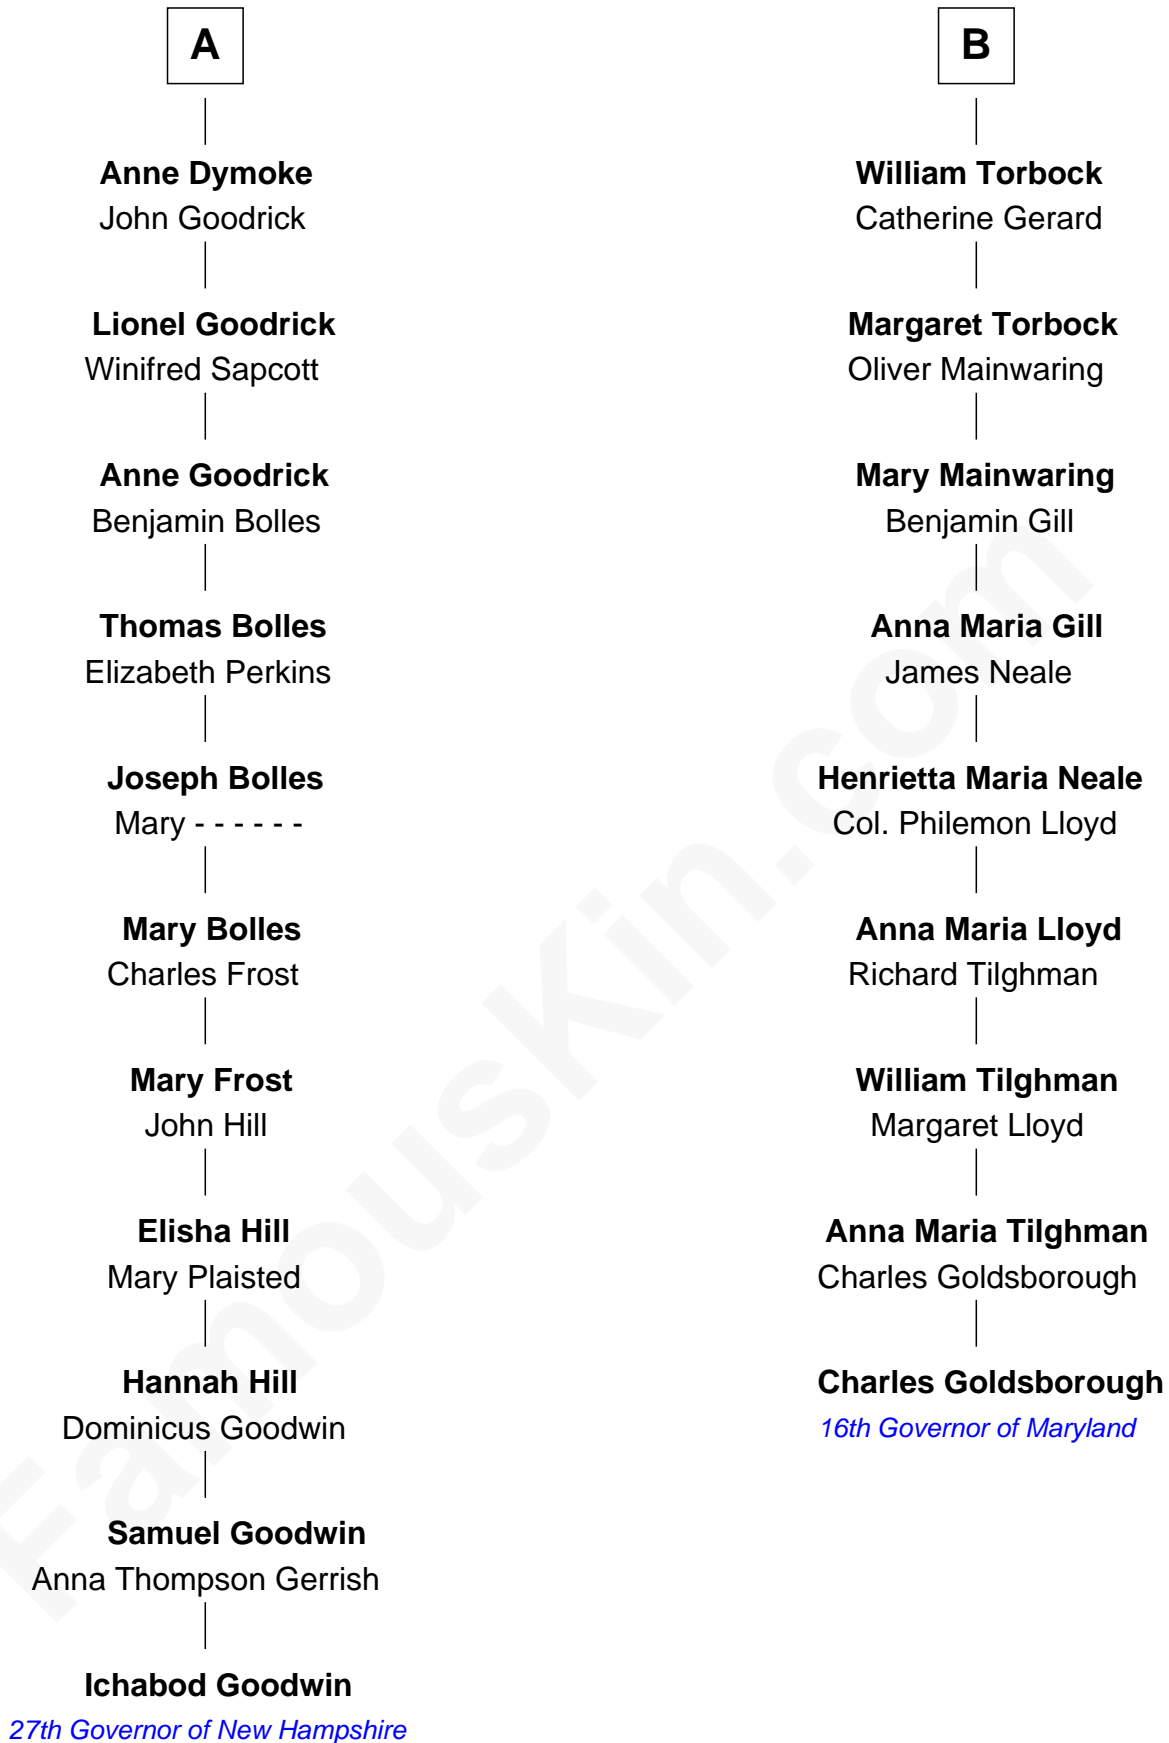 A
Anne Dymoke
John Goodrick
Lionel Goodrick
Winifred Sapcott
Anne Goodrick
Benjamin Bolles
Thomas Bolles
Elizabeth Perkins
Joseph Bolles
Mary - - - - - -
Mary Bolles
Charles Frost
Mary Frost
John Hill
Elisha Hill
Mary Plaisted
Hannah Hill
Dominicus Goodwin
Samuel Goodwin
Anna Thompson Gerrish
Ichabod Goodwin
27th Governor of New Hampshire
B
William Torbock
Catherine Gerard
Margaret Torbock
Oliver Mainwaring
Mary Mainwaring
Benjamin Gill
Anna Maria Gill
James Neale
Henrietta Maria Neale
Col. Philemon Lloyd
Anna Maria Lloyd
Richard Tilghman
William Tilghman
Margaret Lloyd
Anna Maria Tilghman
Charles Goldsborough
Charles Goldsborough
16th Governor of Maryland
FamousKin.com